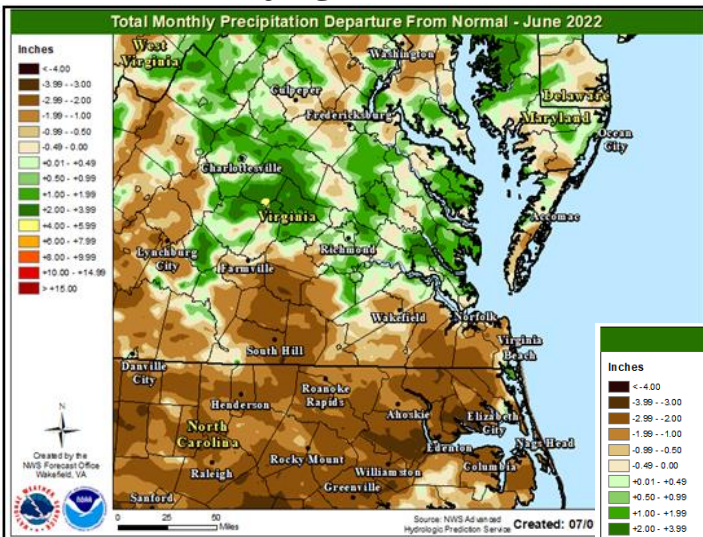 Total Monthly Precipitation Departure From Normal - June 2022
Inches
< -4.00
-3.99 - -3.00
-2.99 - -2.00
-1.99 - -1.00
-0.99 - -0.50
-0.49 - 0.00
+0.01 - +0.49
+0.50 - +0.99
+1.00 - +1.99
+2.00 - +3.99
+4.00 - +5.99
+6.00 - +7.99
+8.00 - +9.99
+10.00 - +14.99
> +15.00
West
Virginia
Washington
Culpeper
Fredericksburg
Delaware
Maryland
Ocean
City
Charlottesville
Accomac
Virginia
Richmond
Lynchburg
City
Farmville
Wakefield
Norfolk
Virginia
Beach
South Hill
Danville
City
Roanoke
Rapids
Henderson
Ahoskie
Elizabeth
City
North
Carolina
Edenton
Nags Head
Rocky Mount
Columbia
Raleigh
Williamston
Greenville
Sanford
N
Created by the
NWS Forecast Office
Wakefield, VA
0 25 50
Miles
Source: NWS Advanced
Hydrologic Prediction Service
Created: 07/0
Inches
< -4.00
-3.99 - -3.00
-2.99 - -2.00
-1.99 - -1.00
-0.99 - -0.50
-0.49 - 0.00
+0.01 - +0.49
+0.50 - +0.99
+1.00 - +1.99
+2.00 - +3.99